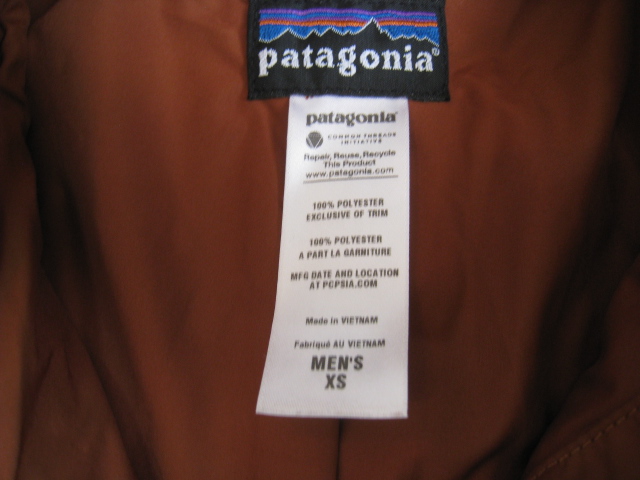 patagonia®
patagonia®
COMMON THREADS
INITIATIVE
Repair, Reuse, Recycle
This Product
www.patagonia.com
100% POLYESTER
EXCLUSIVE OF TRIM
100% POLYESTER
A PART LA GARNITURE
MFG DATE AND LOCATION
AT PCPSIA.COM
Made in VIETNAM
Fabriqué AU VIETNAM
MEN'S
XS